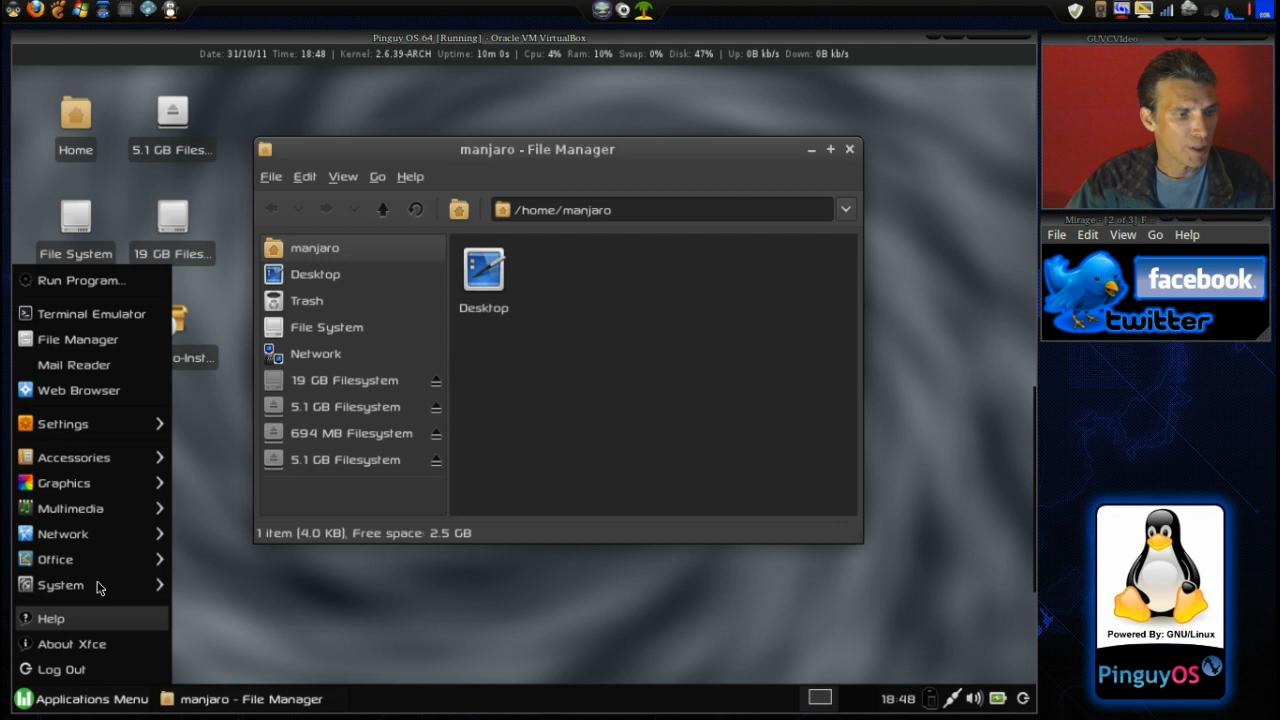 Pinguy OS 64 [Running] - Oracle VM VirtualBox
GUVCVideo
Date: 31/10/11 Time: 18:48 | Kernel: 2.6.39-ARCH Uptime: 10m 0s | Cpu: 4% Ram: 10% Swap: 0% Disk: 47% | Up: 0B kb/s Down: 0B kb/s
Home
5.1 GB Files...
File System
19 GB Files...
o-Inst...
manjaro - File Manager
File Edit View Go Help
/home/manjaro
manjaro
Desktop
Trash
File System
Network
19 GB Filesystem
5.1 GB Filesystem
694 MB Filesystem
5.1 GB Filesystem
Desktop
1 item (4.0 KB), Free space: 2.5 GB
Run Program...
Terminal Emulator
File Manager
Mail Reader
Web Browser
Settings
Accessories
Graphics
Multimedia
Network
Office
System
Help
About Xfce
Log Out
Applications Menu
manjaro - File Manager
18:48
Mirage - [2 of 3] F...
File Edit View Go Help
facebook.
twitter
Powered By: GNU/Linux
PinguyOS